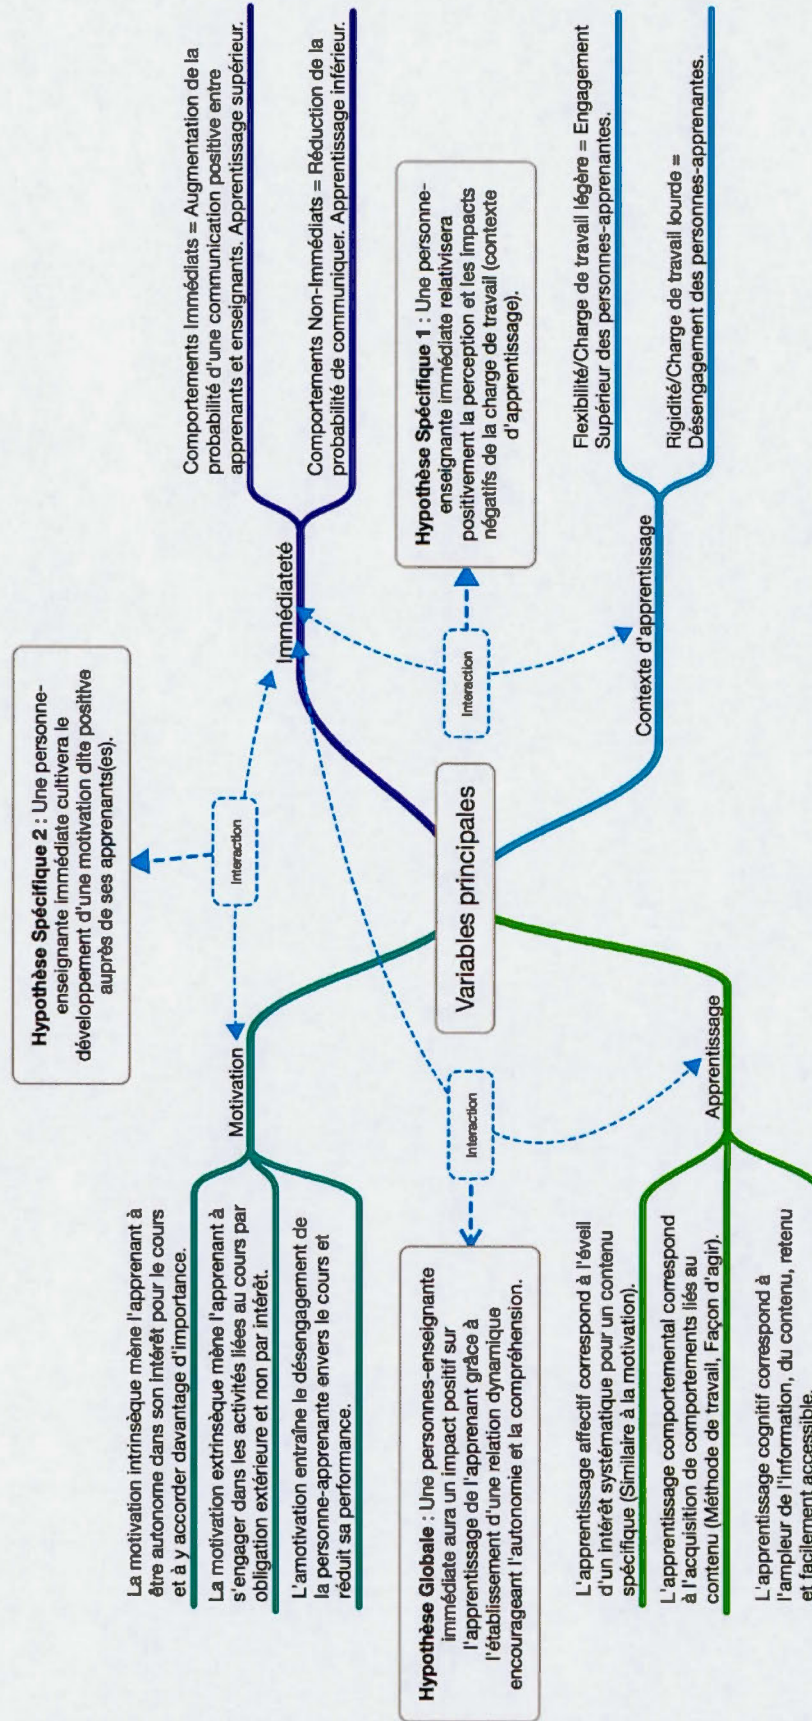 Hypothèse Spécifique 2 : Une personne-
enseignante immédiate cultivera le
développement d'une motivation dite positive
auprès de ses apprenants(es).
La motivation intrinsèque mène l'apprenant à
être autonome dans son intérêt pour le cours
et à y accorder davantage d'importance.
La motivation extrinsèque mène l'apprenant à
s'engager dans les activités liées au cours par
obligation extérieure et non par intérêt.
L'amotivation entraîne le désengagement de
la personne-apprenante envers le cours et
réduit sa performance.
Motivation
Interaction
Immédiateté
Comportements Immédiats = Augmentation de la
probabilité d'une communication positive entre
apprenants et enseignants. Apprentissage supérieur.
Comportements Non-Immédiats = Réduction de la
probabilité de communiquer. Apprentissage inférieur.
Hypothèse Globale : Une personnes-enseignante
immédiate aura un impact positif sur
l'apprentissage de l'apprenant grâce à
l'établissement d'une relation dynamique
encourageant l'autonomie et la compréhension.
Interaction
Variables principales
Interaction
Hypothèse Spécifique 1 : Une personne-
enseignante immédiate relativisera
positivement la perception et les impacts
négatifs de la charge de travail (contexte
d'apprentissage).
L'apprentissage affectif correspond à l'éveil
d'un intérêt systématique pour un contenu
spécifique (Similaire à la motivation).
L'apprentissage comportemental correspond
à l'acquisition de comportements liés au
contenu (Méthode de travail, Façon d'agir).
L'apprentissage cognitif correspond à
l'ampleur de l'information, du contenu, retenu
et facilement accessible.
Apprentissage
Contexte d'apprentissage
Flexibilité/Charge de travail légère = Engagement
Supérieur des personnes-apprenantes.
Rigidité/Charge de travail lourde =
Désengagement des personnes-apprenantes.